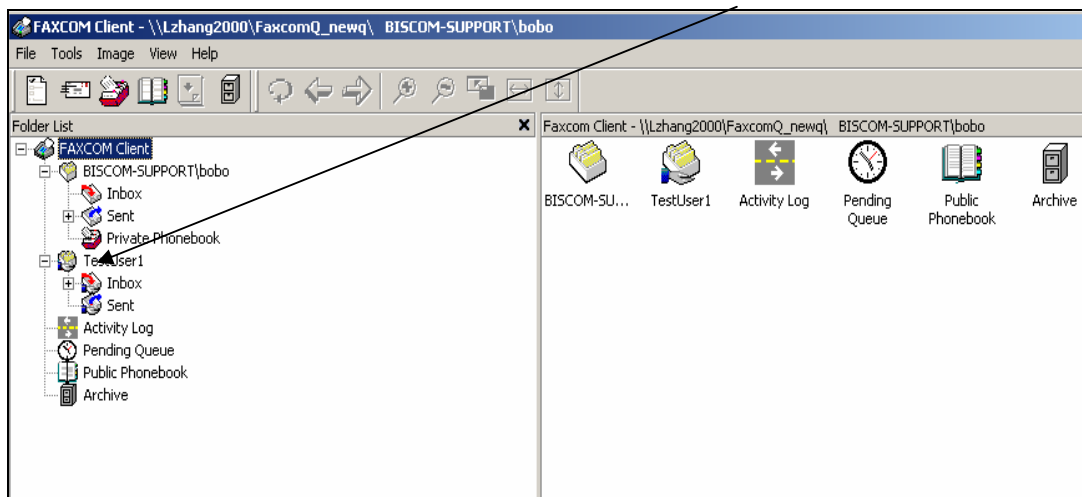 FAXCOM Client - \\Lzhang2000\FaxcomQ_newq\ BISCOM-SUPPORT\bobo
File Tools Image View Help
Folder List
FAXCOM Client
BISCOM-SUPPORT\bobo
Inbox
Sent
Private Phonebook
TestUser1
Inbox
Sent
Activity Log
Pending Queue
Public Phonebook
Archive
Faxcom Client - \\Lzhang2000\FaxcomQ_newq\ BISCOM-SUPPORT\bobo
BISCOM-SU... TestUser1 Activity Log Pending Public Archive
Queue Phonebook